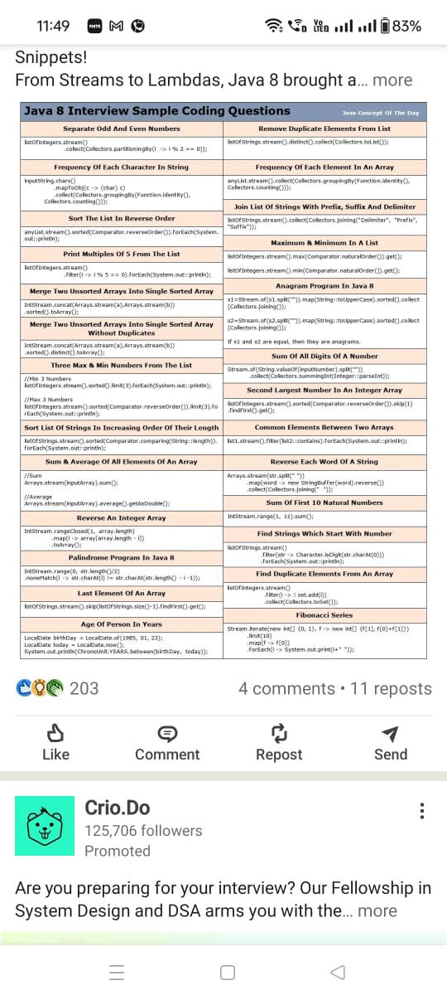 11:49
83%
Snippets!
From Streams to Lambdas, Java 8 brought a... more
Java 8 Interview Sample Coding Questions
Java Concept Of The Day
Separate Odd And Even Numbers
listOfIntegers.stream()
.collect(Collectors.partitioningBy(i -> i % 2 == 0));
Frequency Of Each Character In String
inputString.chars()
.mapToObj(c -> (char) c)
.collect(Collectors.groupingBy(Function.identity(),
Collectors.counting()));
Sort The List In Reverse Order
anyList.stream().sorted(Comparator.reverseOrder()).forEach(System.
out::println);
Print Multiples Of 5 From The List
listOfIntegers.stream()
.filter(i -> i % 5 == 0).forEach(System.out::println);
Merge Two Unsorted Arrays Into Single Sorted Array
IntStream.concat(Arrays.stream(a),Arrays.stream(b))
.sorted().toArray();
Merge Two Unsorted Arrays Into Single Sorted Array
Without Duplicates
IntStream.concat(Arrays.stream(a),Arrays.stream(b))
.sorted().distinct().toArray();
Three Max & Min Numbers From The List
//Min 3 Numbers
listOfIntegers.stream().sorted().limit(3).forEach(System.out::println);
//Max 3 Numbers
listOfIntegers.stream().sorted(Comparator.reverseOrder()).limit(3).fo
rEach(System.out::println);
Sort List Of Strings In Increasing Order Of Their Length
listOfStrings.stream().sorted(Comparator.comparing(String::length)).
forEach(System.out::println);
Sum & Average Of All Elements Of An Array
//Sum
Arrays.stream(inputArray).sum();
//Average
Arrays.stream(inputArray).average().getAsDouble();
Reverse An Integer Array
IntStream.rangeClosed(1, array.length)
.map(i -> array[array.length - i])
.toArray();
Palindrome Program In Java 8
IntStream.range(0, str.length()/2)
.noneMatch(i -> str.charAt(i) != str.charAt(str.length() - i -1));
Last Element Of An Array
listOfStrings.stream().skip(listOfStrings.size()-1).findFirst().get();
Age Of Person In Years
LocalDate birthDay = LocalDate.of(1985, 01, 23);
LocalDate today = LocalDate.now();
System.out.println(ChronoUnit.YEARS.between(birthDay, today));
Remove Duplicate Elements From List
listOfStrings.stream().distinct().collect(Collectors.toList());
Frequency Of Each Element In An Array
anyList.stream().collect(Collectors.groupingBy(Function.identity(),
Collectors.counting()));
Join List Of Strings With Prefix, Suffix And Delimiter
listOfStrings.stream().collect(Collectors.joining("Delimiter", "Prefix",
"Suffix"));
Maximum & Minimum In A List
listOfIntegers.stream().max(Comparator.naturalOrder()).get();
listOfIntegers.stream().min(Comparator.naturalOrder()).get();
Anagram Program In Java 8
s1=Stream.of(s1.split("")).map(String::toUpperCase).sorted().collect
(Collectors.joining());
s2=Stream.of(s2.split("")).map(String::toUpperCase).sorted().collect
(Collectors.joining());
If s1 and s2 are equal, then they are anagrams.
Sum Of All Digits Of A Number
Stream.of(String.valueOf(inputNumber).split(""))
.collect(Collectors.summingInt(Integer::parseInt));
Second Largest Number In An Integer Array
listOfIntegers.stream().sorted(Comparator.reverseOrder()).skip(1)
.findFirst().get();
Common Elements Between Two Arrays
list1.stream().filter(list2::contains).forEach(System.out::println);
Reverse Each Word Of A String
Arrays.stream(str.split(" "))
.map(word -> new StringBuffer(word).reverse())
.collect(Collectors.joining(" "));
Sum Of First 10 Natural Numbers
IntStream.range(1, 11).sum();
Find Strings Which Start With Number
listOfStrings.stream()
.filter(str -> Character.isDigit(str.charAt(0)))
.forEach(System.out::println);
Find Duplicate Elements From An Array
listOfIntegers.stream()
.filter(i -> ! set.add(i))
.collect(Collectors.toSet());
Fibonacci Series
Stream.iterate(new int[] {0, 1}, f -> new int[] {f[1], f[0]+f[1]})
.limit(10)
.map(f -> f[0])
.forEach(i -> System.out.print(i+" "));
203
4 comments • 11 reposts
Like
Comment
Repost
Send
Crio.Do
125,706 followers
Promoted
Are you preparing for your interview? Our Fellowship in
System Design and DSA arms you with the... more